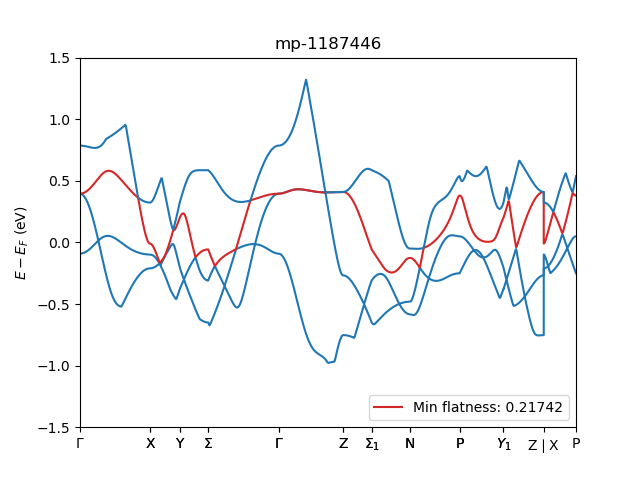 mp-1187446
E − E_F (eV)
1.5
1.0
0.5
0.0
−0.5
−1.0
−1.5
Min flatness: 0.21742
Γ X Y Σ Γ Z Σ₁ N P Y₁ Z | X P